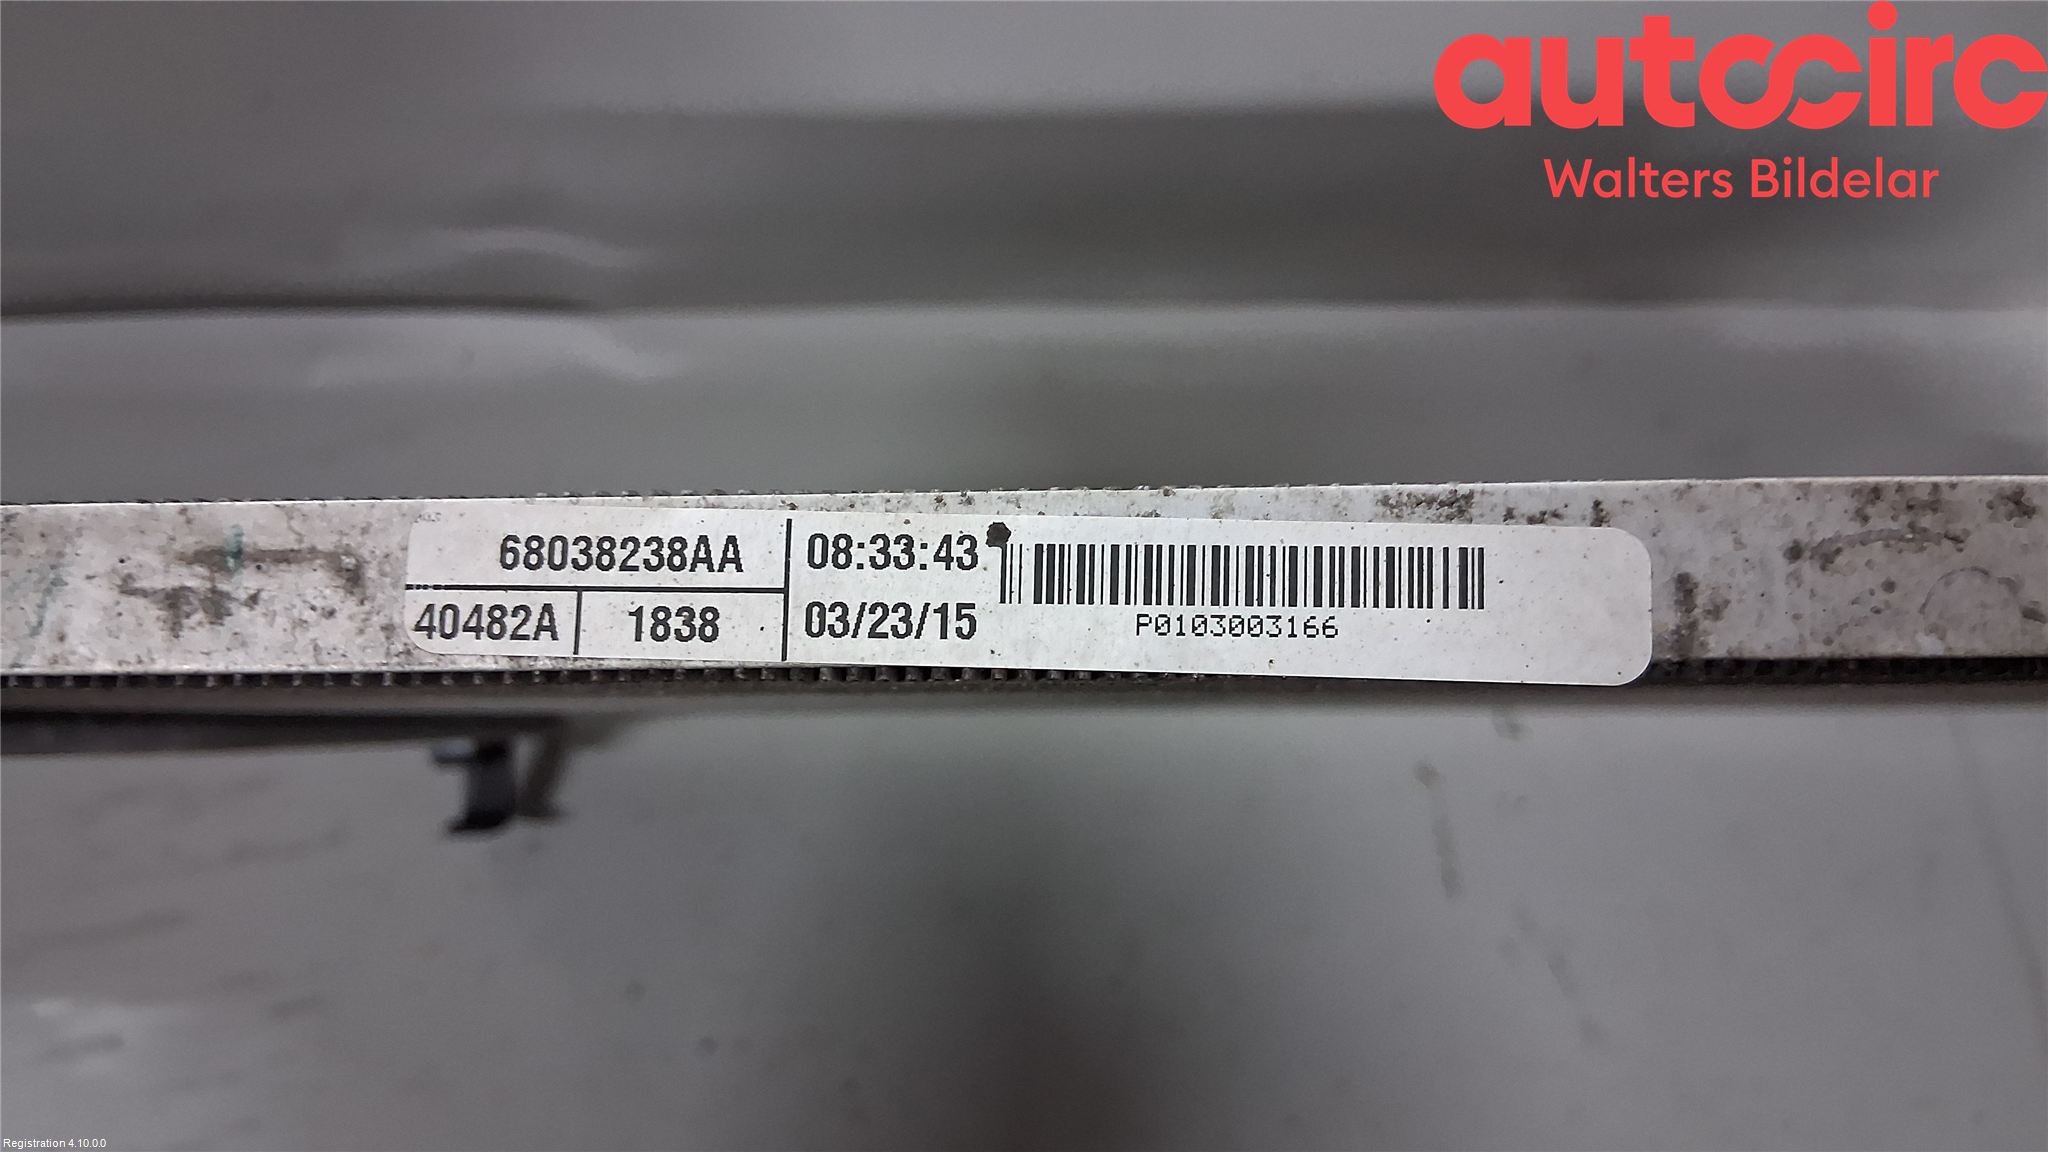 autocirc
Walters Bildelar
68038238AA
40482A 1838
08:33:43
03/23/15
P0103003166
Registration 4.10.0.0